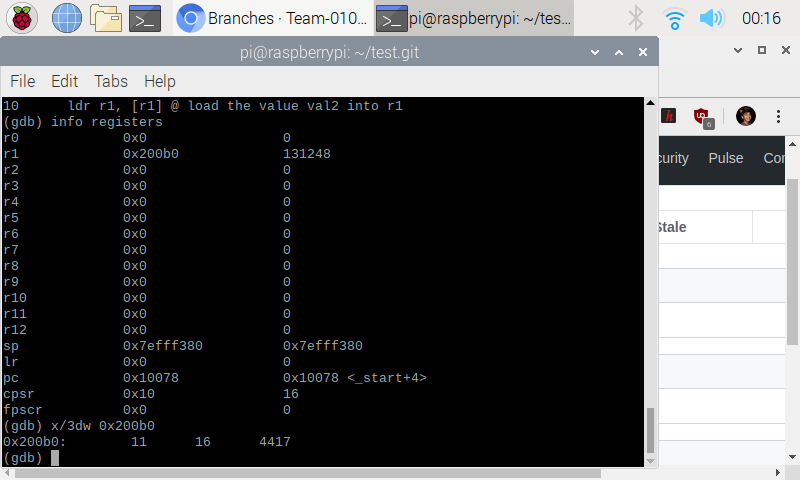 Branches · Team-010...
pi@raspberrypi: ~/tes...
00:16
pi@raspberrypi: ~/test.git
File Edit Tabs Help
10      ldr r1, [r1] @ load the value val2 into r1
(gdb) info registers
r0             0x0                 0
r1             0x200b0             131248
r2             0x0                 0
r3             0x0                 0
r4             0x0                 0
r5             0x0                 0
r6             0x0                 0
r7             0x0                 0
r8             0x0                 0
r9             0x0                 0
r10            0x0                 0
r11            0x0                 0
r12            0x0                 0
sp             0x7efff380          0x7efff380
lr             0x0                 0
pc             0x10078             0x10078 <_start+4>
cpsr           0x10                16
fpscr          0x0                 0
(gdb) x/3dw 0x200b0
0x200b0:        11      16      4417
(gdb)
curity Pulse Cor
Stale